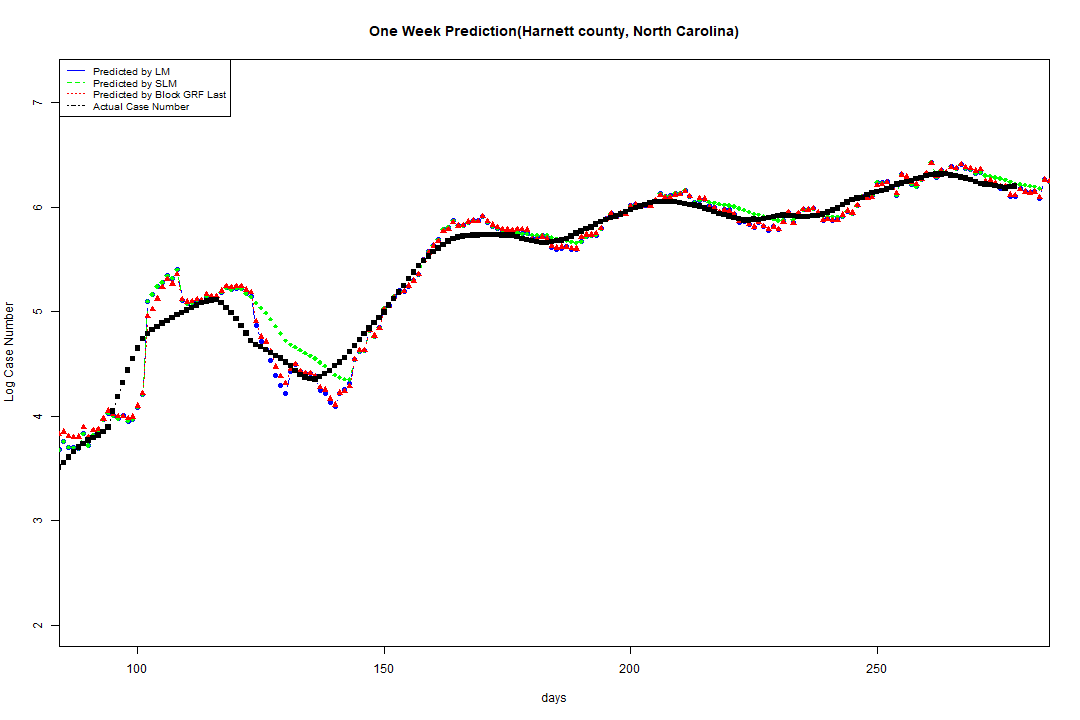 One Week Prediction(Harnett county, North Carolina)
Predicted by LM
Predicted by SLM
Predicted by Block GRF Last
Actual Case Number
7
6
5
4
3
2
Log Case Number
100 150 200 250
days